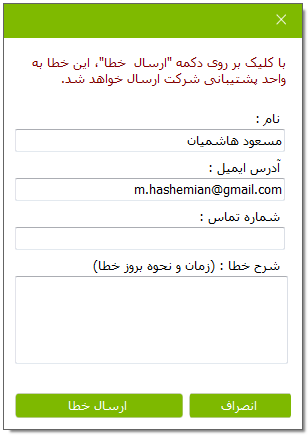 با کلیک بر روی دکمه "ارسال خطا"، این خطا به
واحد پشتیبانی شرکت ارسال خواهد شد.
نام :
مسعود هاشمیان
آدرس ایمیل :
m.hashemian@gmail.com
شماره تماس :
شرح خطا : (زمان و نحوه بروز خطا)
انصراف
ارسال خطا